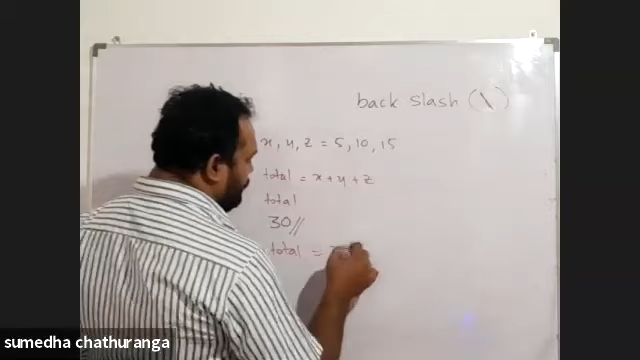 back slash (\)
x, y, z = 5, 10, 15
total = x + y + z
total
30//
total =
sumedha chathuranga